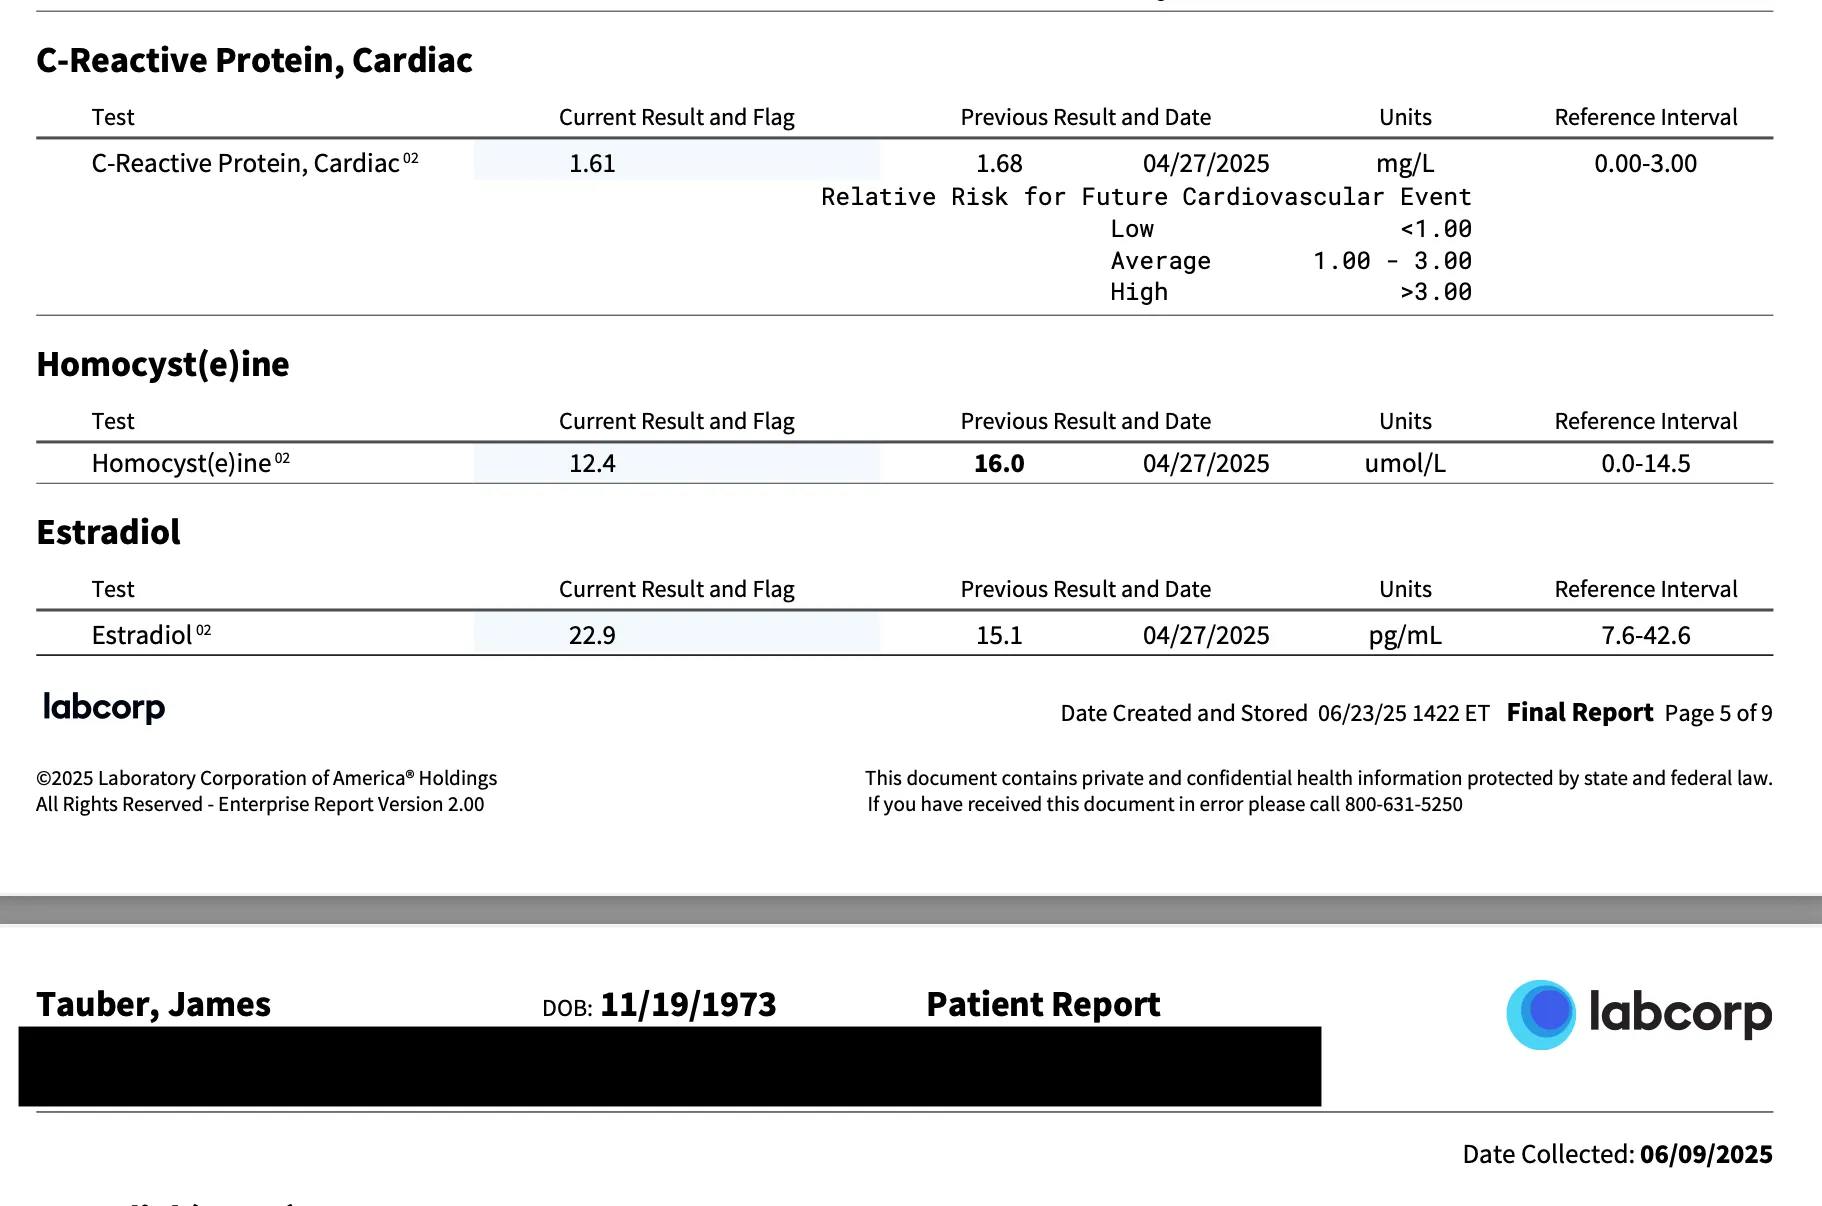 C-Reactive Protein, Cardiac
Test Current Result and Flag Previous Result and Date Units Reference Interval
C-Reactive Protein, Cardiac 02 1.61 1.68 04/27/2025 mg/L 0.00-3.00
Relative Risk for Future Cardiovascular Event
Low <1.00
Average 1.00 - 3.00
High >3.00
Homocyst(e)ine
Test Current Result and Flag Previous Result and Date Units Reference Interval
Homocyst(e)ine 02 12.4 16.0 04/27/2025 umol/L 0.0-14.5
Estradiol
Test Current Result and Flag Previous Result and Date Units Reference Interval
Estradiol 02 22.9 15.1 04/27/2025 pg/mL 7.6-42.6
labcorp
Date Created and Stored 06/23/25 1422 ET Final Report Page 5 of 9
©2025 Laboratory Corporation of America® Holdings
All Rights Reserved - Enterprise Report Version 2.00
This document contains private and confidential health information protected by state and federal law.
If you have received this document in error please call 800-631-5250
Tauber, James DOB: 11/19/1973 Patient Report
labcorp
Date Collected: 06/09/2025